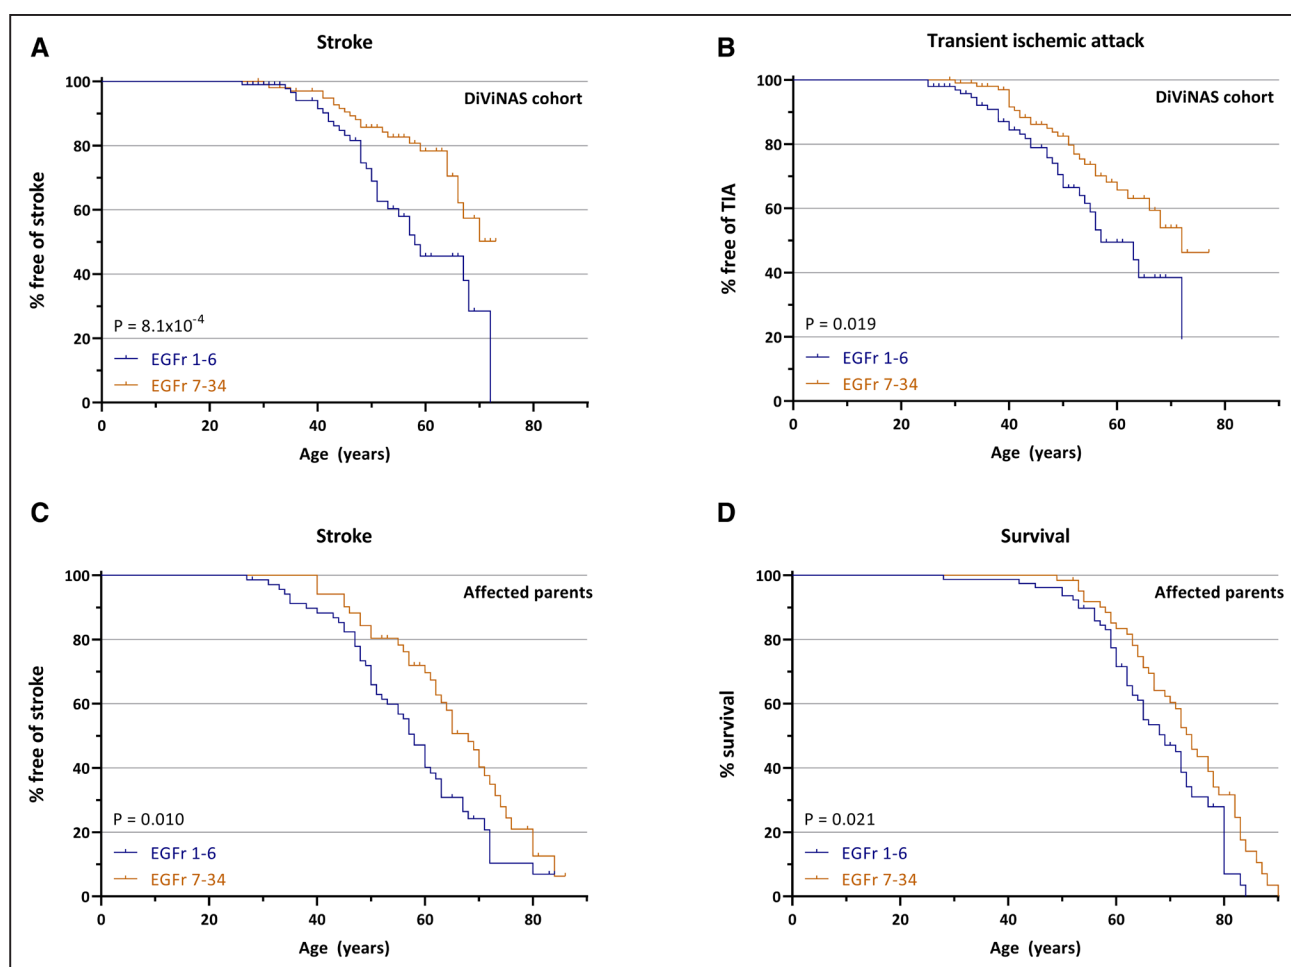 A
Stroke
DiViNAS cohort
% free of stroke
100
80
60
40
20
0
P = 8.1x10-4
EGFr 1-6
EGFr 7-34
0 20 40 60 80
Age (years)
B
Transient ischemic attack
DiViNAS cohort
% free of TIA
100
80
60
40
20
0
P = 0.019
EGFr 1-6
EGFr 7-34
0 20 40 60 80
Age (years)
C
Stroke
Affected parents
% free of stroke
100
80
60
40
20
0
P = 0.010
EGFr 1-6
EGFr 7-34
0 20 40 60 80
Age (years)
D
Survival
Affected parents
% survival
100
80
60
40
20
0
P = 0.021
EGFr 1-6
EGFr 7-34
0 20 40 60 80
Age (years)